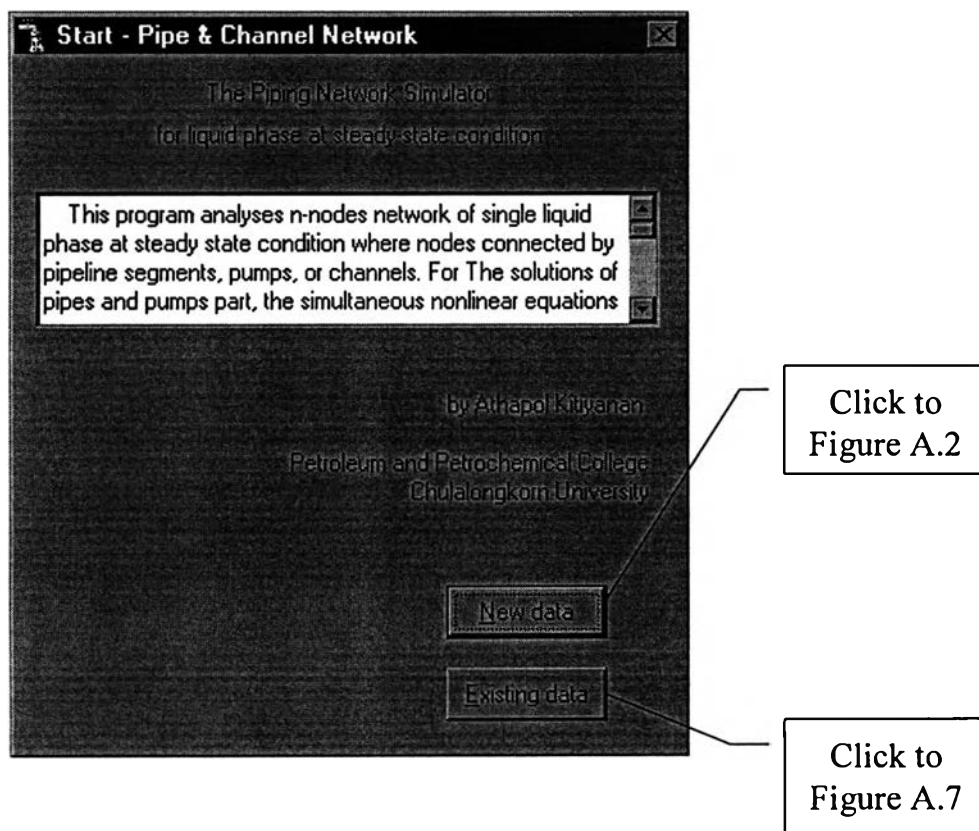 Start - Pipe & Channel Network
The Piping Network Simulator
for liquid phase at steady-state condition
This program analyses n-nodes network of single liquid
phase at steady state condition where nodes connected by
pipeline segments, pumps, or channels. For The solutions of
pipes and pumps part, the simultaneous nonlinear equations
by Athapol Kitiyanan
Petroleum and Petrochemical College
Chulalongkorn University
New data
Existing data
Click to
Figure A.2
Click to
Figure A.7